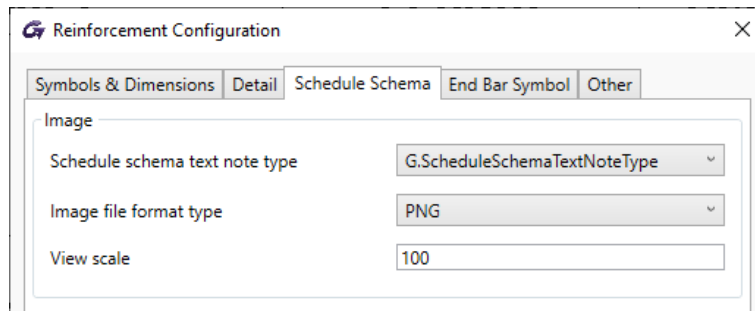 Reinforcement Configuration
Symbols & Dimensions Detail Schedule Schema End Bar Symbol Other
Image
Schedule schema text note type G.ScheduleSchemaTextNoteType
Image file format type PNG
View scale 100